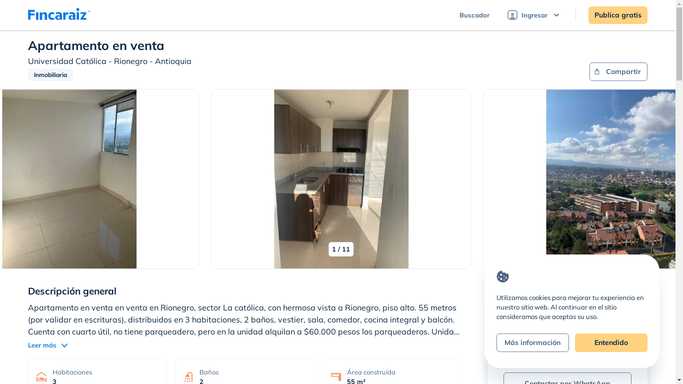 Fincaraiz
Buscador
Ingresar
Publica gratis
Apartamento en venta
Universidad Católica - Rionegro - Antioquia
Inmobiliaria
Compartir
1 / 11
Descripción general
Apartamento en venta en venta en Rionegro, sector La católica, con hermosa vista a Rionegro, piso alto. 55 metros
(por validar en escrituras), distribuidos en 3 habitaciones, 2 baños, vestier, sala, comedor, cocina integral y balcón.
Cuenta con cuarto útil, no tiene parqueadero, pero en la unidad alquilan a $60.000 pesos los parqueaderos. Unida...
Leer más
Habitaciones
3
Baños
2
Área construida
55 m²
Utilizamos cookies para mejorar tu experiencia en
nuestro sitio web. Al continuar en el sitio
consideramos que aceptas su uso.
Más información
Entendido
Contactar por WhatsApp